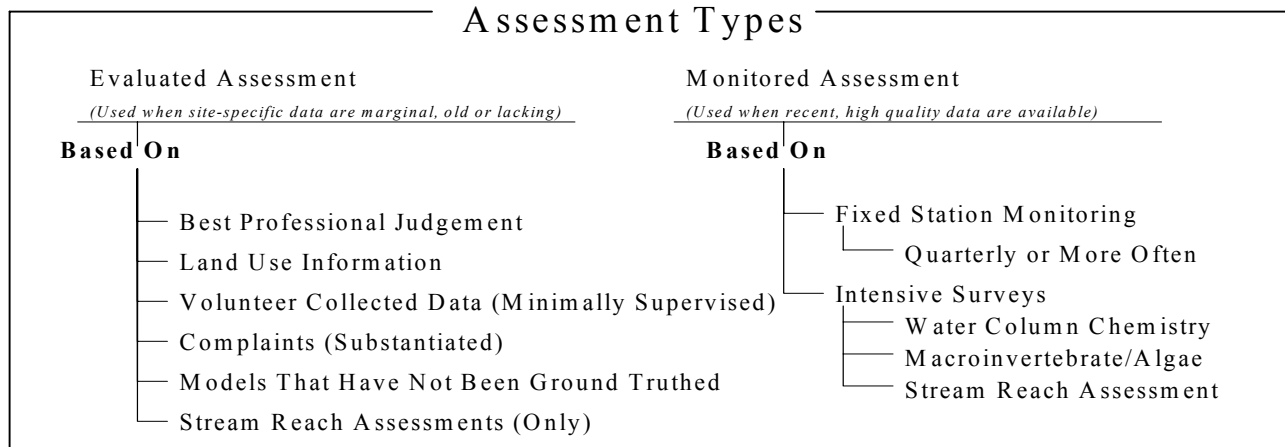 Assessment Types
Evaluated Assessment
(Used when site-specific data are marginal, old or lacking)
Based On
Best Professional Judgement
Land Use Information
Volunteer Collected Data (Minimally Supervised)
Complaints (Substantiated)
Models That Have Not Been Ground Truthed
Stream Reach Assessments (Only)
Monitored Assessment
(Used when recent, high quality data are available)
Based On
Fixed Station Monitoring
Quarterly or More Often
Intensive Surveys
Water Column Chemistry
Macroinvertebrate/Algae
Stream Reach Assessment